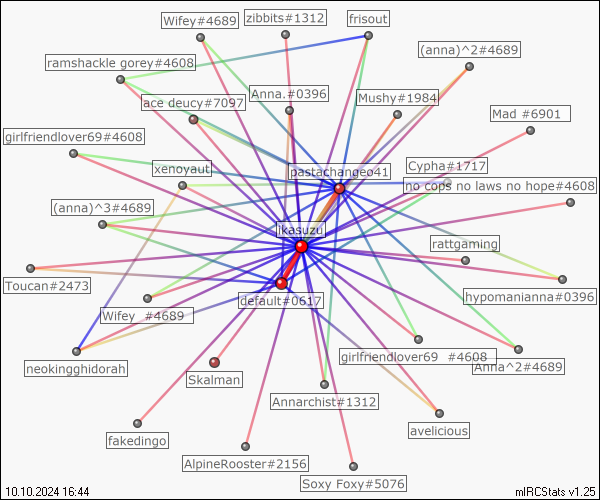 zibbits#1312
Wifey#4689
frisout
(anna)^2#4689
ramshackle gorey#4608
Anna.#0396
Mushy#1984
ace deucy#7097
Mad #6901
girlfriendlover69#4608
xenoyaut
pastachangeo41
Cypha#1717
no cops no laws no hope#4608
(anna)^3#4689
jkasuzu
rattgaming
Toucan#2473
default#0617
hypomanianna#0396
Wifey #4689
neokingghidorah
girlfriendlover69 #4608
Anna^2#4689
Skalman
Annarchist#1312
fakedingo
avelicious
AlpineRooster#2156
Soxy Foxy#5076
10.10.2024 16:44
mIRCStats v1.25